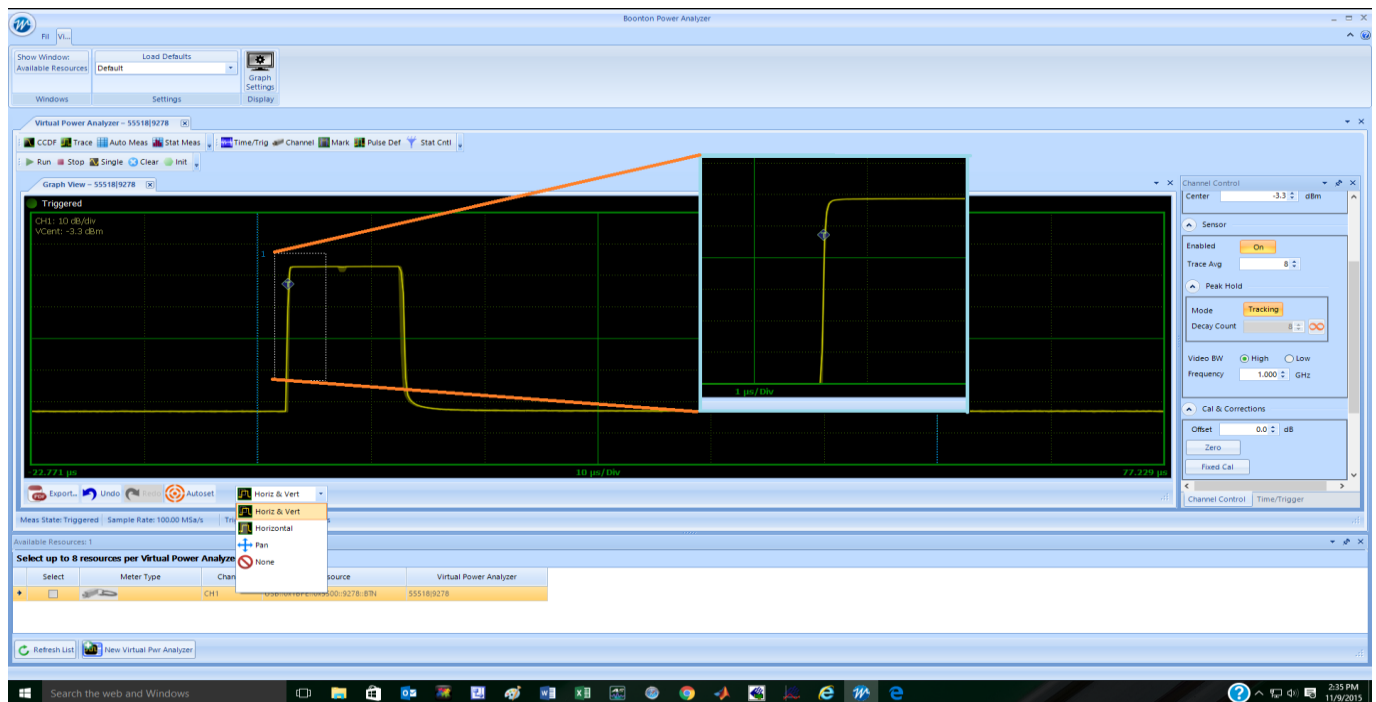 Boonton Power Analyzer
Fil Vi...
Show Window:
Available Resources
Windows
Load Defaults
Default
Settings
Graph
Settings
Display
Virtual Power Analyzer – 55518|9278
CCDF Trace Auto Meas Stat Meas Time/Trig Channel Mark Pulse Def Stat Cntl
Run Stop Single Clear Init
Graph View – 55518|9278
Triggered
CH1: 10 dB/div
VCent: -3.3 dBm
1
1 µs/Div
-22.771 µs 10 µs/Div 77.229 µs
Export... Undo Redo Autoset Horiz & Vert
Horiz & Vert
Horizontal
Pan
None
Channel Control
Center -3.3 dBm
Sensor
Enabled On
Trace Avg 8
Peak Hold
Mode Tracking
Decay Count 8
Video BW High Low
Frequency 1.000 GHz
Cal & Corrections
Offset 0.0 dB
Zero
Fixed Cal
Channel Control Time/Trigger
Meas State: Triggered Sample Rate: 100.00 MSa/s
Available Resources: 1
Select up to 8 resources per Virtual Power Analyze
Select Meter Type Chan source Virtual Power Analyzer
CH1 55518|9278
Refresh List New Virtual Pwr Analyzer
Search the web and Windows
2:35 PM
11/9/2015